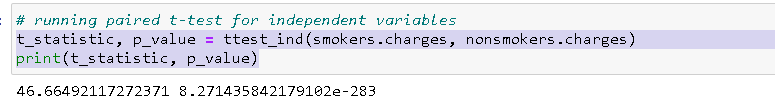 # running paired t-test for independent variables
t_statistic, p_value = ttest_ind(smokers.charges, nonsmokers.charges)
print(t_statistic, p_value)
46.66492117272371 8.271435842179102e-283